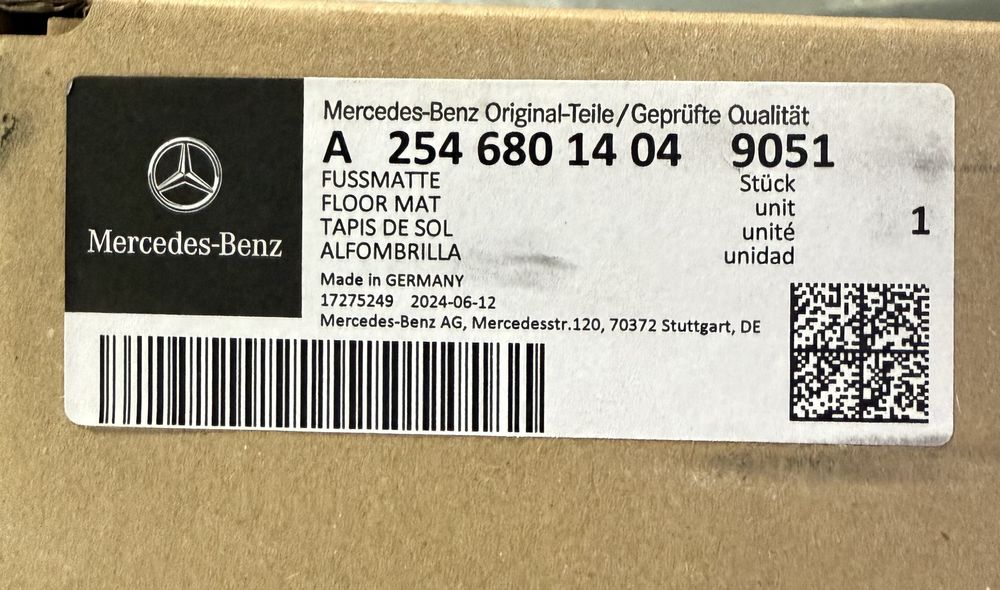 Mercedes-Benz
Mercedes-Benz Original-Teile/Geprüfte Qualität
A 254 680 14 04 9051
FUSSMATTE Stück
FLOOR MAT unit
TAPIS DE SOL unité 1
ALFOMBRILLA unidad
Made in GERMANY
17275249 2024-06-12
Mercedes-Benz AG, Mercedesstr.120, 70372 Stuttgart, DE